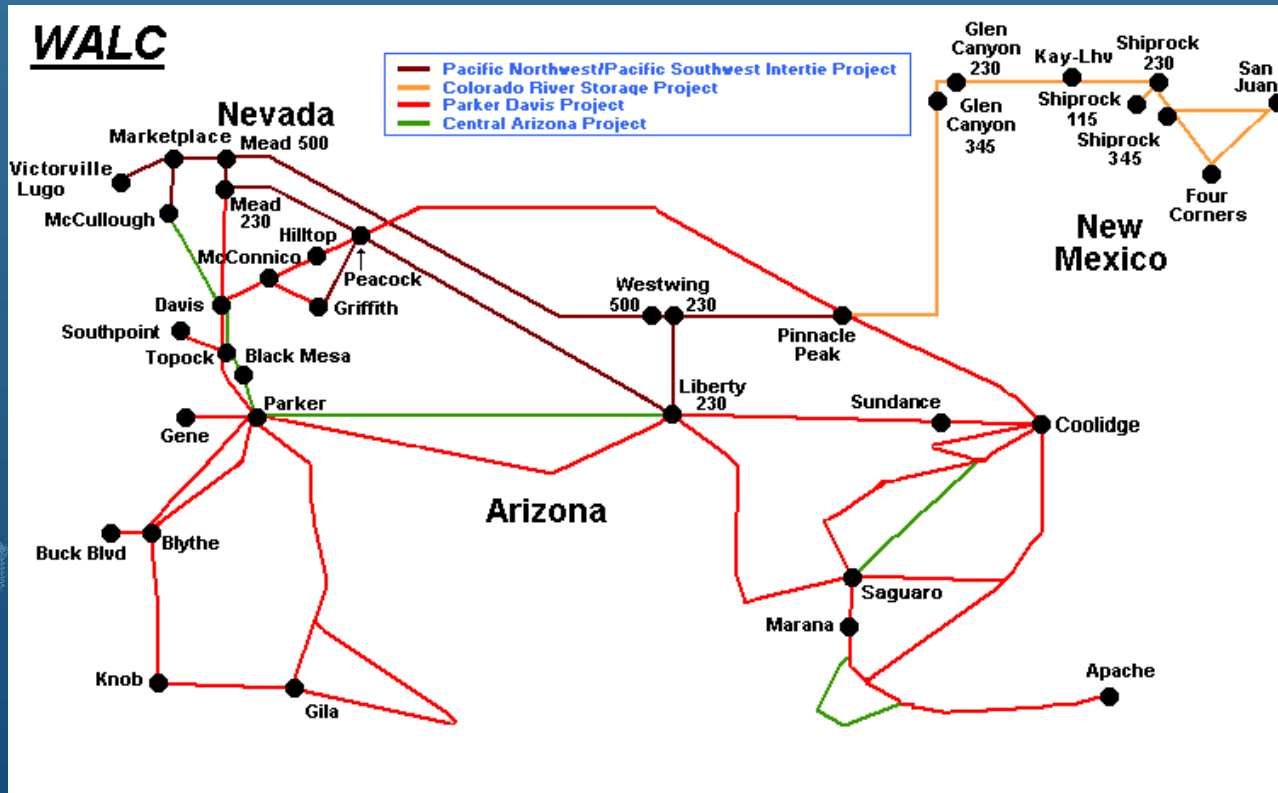 WALC
Pacific Northwest/Pacific Southwest Intertie Project
Colorado River Storage Project
Parker Davis Project
Central Arizona Project
Glen
Canyon
230
Kay-Lhv
Shiprock
230
San
Juan
Glen
Canyon
345
Shiprock
115
Shiprock
345
Four
Corners
New
Mexico
Nevada
Marketplace
Mead 500
Victorville
Lugo
Mead
230
McCullough
Hilltop
McConnico
↑
Peacock
Griffith
Davis
Southpoint
Topock
Black Mesa
Westwing
500
230
Pinnacle
Peak
Parker
Gene
Liberty
230
Sundance
Coolidge
Arizona
Buck Blvd
Blythe
Saguaro
Marana
Knob
Gila
Apache